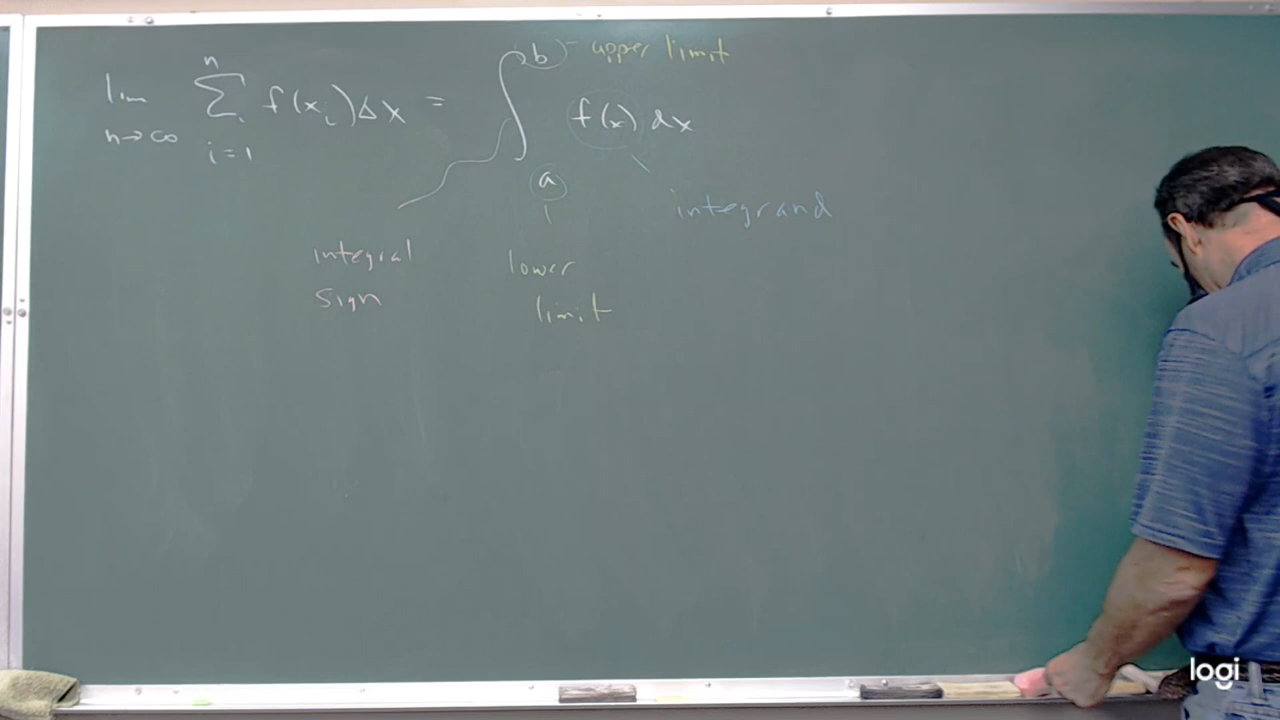 lim n→∞ n Σ i=1 f(xᵢ)Δx = ∫ b a f(x) dx
upper limit
integrand
integral
sign
lower
limit
logi